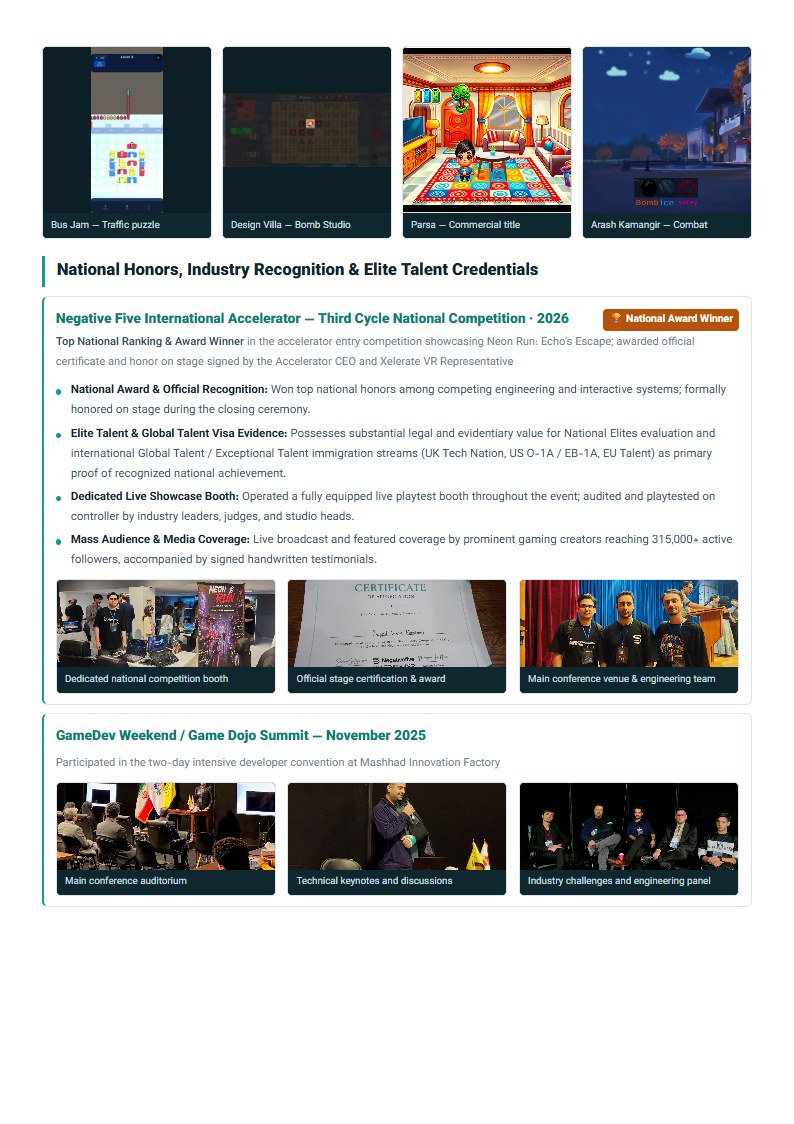 Level 5
Bomb Ice Wey
Bus Jam — Traffic puzzle
Design Villa — Bomb Studio
Parsa — Commercial title
Arash Kamangir — Combat
National Honors, Industry Recognition & Elite Talent Credentials
Negative Five International Accelerator — Third Cycle National Competition · 2026
🏆 National Award Winner
Top National Ranking & Award Winner in the accelerator entry competition showcasing Neon Run: Echo's Escape; awarded official
certificate and honor on stage signed by the Accelerator CEO and Xelerate VR Representative
National Award & Official Recognition: Won top national honors among competing engineering and interactive systems; formally
honored on stage during the closing ceremony.
Elite Talent & Global Talent Visa Evidence: Possesses substantial legal and evidentiary value for National Elites evaluation and
international Global Talent / Exceptional Talent immigration streams (UK Tech Nation, US O-1A / EB-1A, EU Talent) as primary
proof of recognized national achievement.
Dedicated Live Showcase Booth: Operated a fully equipped live playtest booth throughout the event; audited and playtested on
controller by industry leaders, judges, and studio heads.
Mass Audience & Media Coverage: Live broadcast and featured coverage by prominent gaming creators reaching 315,000+ active
followers, accompanied by signed handwritten testimonials.
NEON
RUN
CERTIFICATE
OF APPRECIATION
Negativefive
Dedicated national competition booth
Official stage certification & award
Main conference venue & engineering team
GameDev Weekend / Game Dojo Summit — November 2025
Participated in the two-day intensive developer convention at Mashhad Innovation Factory
Main conference auditorium
Technical keynotes and discussions
Industry challenges and engineering panel